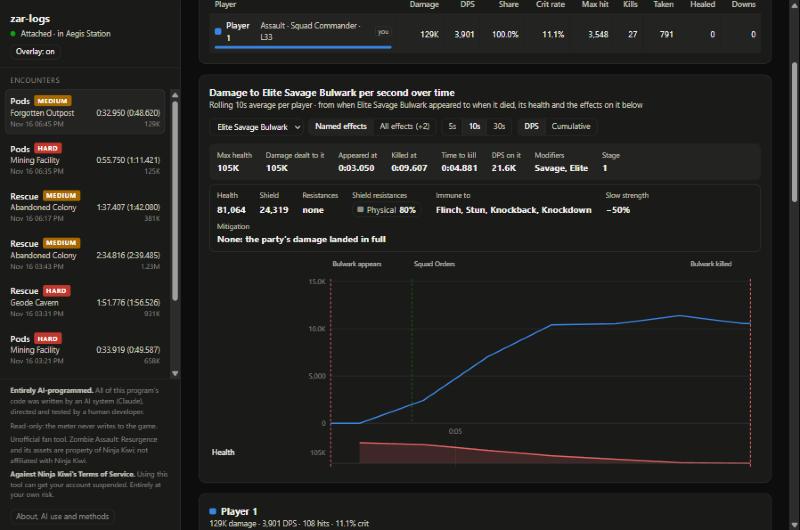 zar-logs
Attached · in Aegis Station
Overlay: on
ENCOUNTERS
Pods MEDIUM
Forgotten Outpost 0:32.950 (0:48.620)
Nov 16 06:45 PM 129K
Pods HARD
Mining Facility 0:55.750 (1:11.421)
Nov 16 06:35 PM 125K
Rescue MEDIUM
Abandoned Colony 1:37.407 (1:42.080)
Nov 16 06:17 PM 381K
Rescue MEDIUM
Abandoned Colony 2:34.816 (2:39.485)
Nov 16 03:43 PM 1.23M
Rescue HARD
Geode Cavern 1:51.776 (1:56.526)
Nov 16 03:31 PM 931K
Pods HARD
Mining Facility 0:33.919 (0:49.587)
Nov 16 03:21 PM 658K
Entirely AI-programmed. All of this program's
code was written by an AI system (Claude),
directed and tested by a human developer.
Read-only: the meter never writes to the game.
Unofficial fan tool. Zombie Assault: Resurgence
and its assets are property of Ninja Kiwi; not
affiliated with Ninja Kiwi.
Against Ninja Kiwi's Terms of Service. Using this
tool can get your account suspended. Entirely at
your own risk.
About, AI use and methods
Player Damage DPS Share Crit rate Max hit Kills Taken Healed Downs
Player 1 Assault · Squad Commander · L33 you 129K 3,901 100.0% 11.1% 3,548 27 791 0 0
Damage to Elite Savage Bulwark per second over time
Rolling 10s average per player · from when Elite Savage Bulwark appeared to when it died, its health and the effects on it below
Elite Savage Bulwark Named effects All effects (+2) 5s 10s 30s DPS Cumulative
Max health Damage dealt to it Appeared at Killed at Time to kill DPS on it Modifiers Stage
105K 105K 0:03.050 0:09.607 0:04.881 21.6K Savage, Elite 1
Health Shield Resistances Shield resistances Immune to Slow strength
81,064 24,319 none Physical 80% Flinch, Stun, Knockback, Knockdown −50%
Mitigation
None: the party's damage landed in full
Bulwark appears Squad Orders Bulwark killed
15.0K
10.0K
5,000
0
0:05
Health 105K
Player 1
129K damage · 3,901 DPS · 108 hits · 11.1% crit